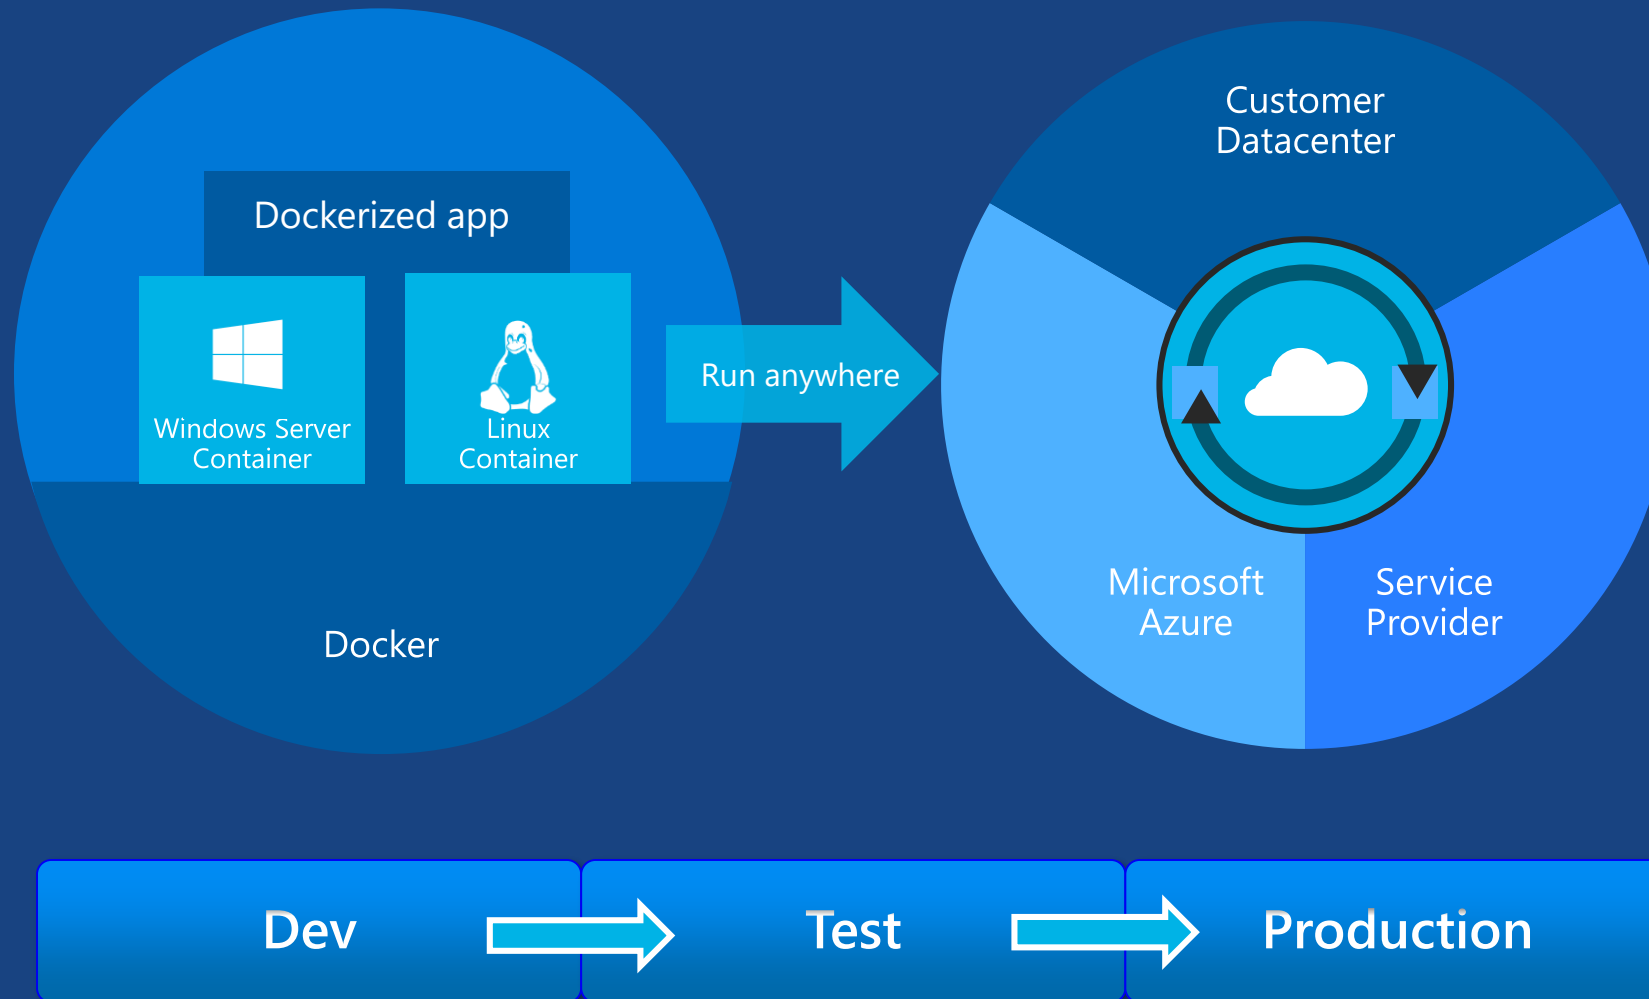 Dockerized app
Windows Server
Container
Linux
Container
Docker
Run anywhere
Customer
Datacenter
Microsoft
Azure
Service
Provider
Dev
Test
Production